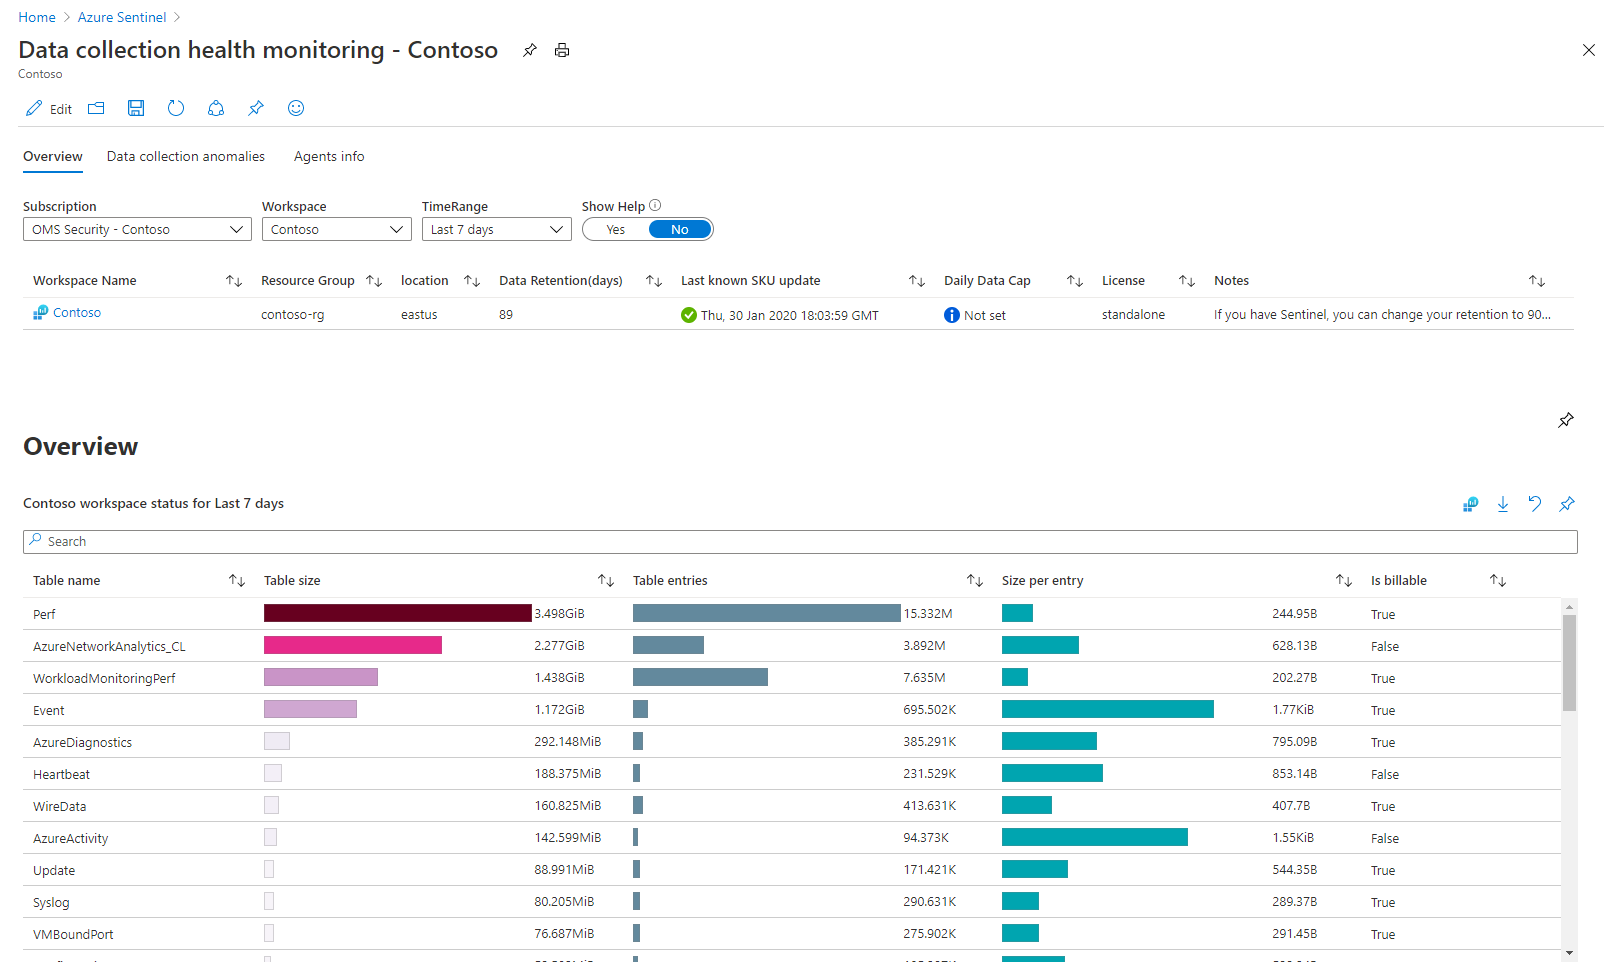 Home > Azure Sentinel >
Data collection health monitoring - Contoso
Contoso
Edit
Overview Data collection anomalies Agents info
Subscription Workspace TimeRange Show Help
OMS Security - Contoso Contoso Last 7 days Yes No
Workspace Name Resource Group location Data Retention(days) Last known SKU update Daily Data Cap License Notes
Contoso contoso-rg eastus 89 Thu, 30 Jan 2020 18:03:59 GMT Not set standalone If you have Sentinel, you can change your retention to 90...
Overview
Contoso workspace status for Last 7 days
Search
Table name Table size Table entries Size per entry Is billable
Perf 3.498GiB 15.332M 244.95B True
AzureNetworkAnalytics_CL 2.277GiB 3.892M 628.13B False
WorkloadMonitoringPerf 1.438GiB 7.635M 202.27B True
Event 1.172GiB 695.502K 1.77KiB True
AzureDiagnostics 292.148MiB 385.291K 795.09B True
Heartbeat 188.375MiB 231.529K 853.14B False
WireData 160.825MiB 413.631K 407.7B True
AzureActivity 142.599MiB 94.373K 1.55KiB False
Update 88.991MiB 171.421K 544.35B True
Syslog 80.205MiB 290.631K 289.37B True
VMBoundPort 76.687MiB 275.902K 291.45B True